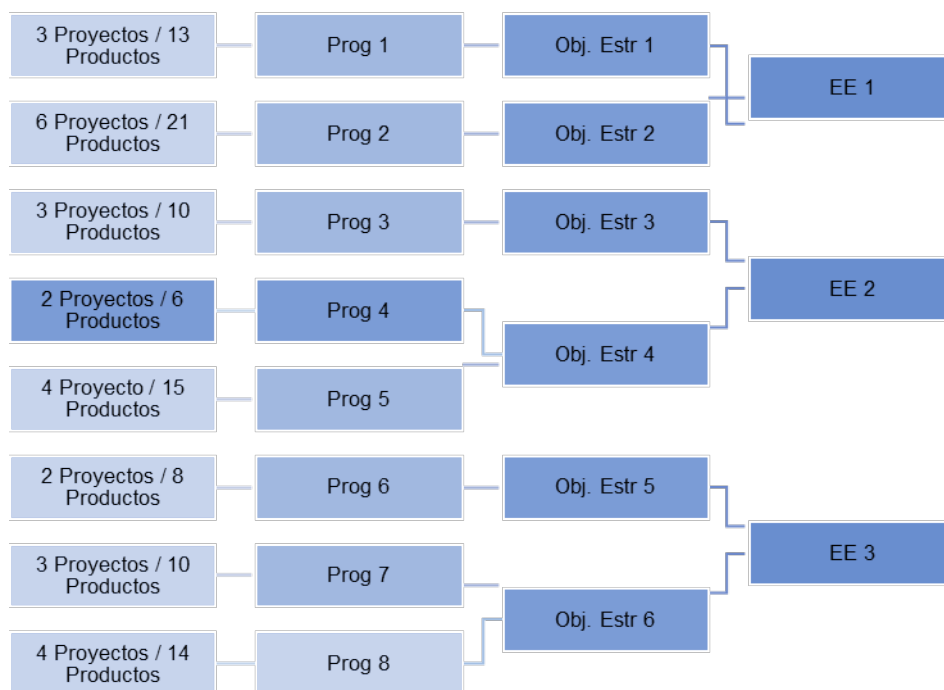 3 Proyectos / 13
Productos
Prog 1
Obj. Estr 1
EE 1
6 Proyectos / 21
Productos
Prog 2
Obj. Estr 2
3 Proyectos / 10
Productos
Prog 3
Obj. Estr 3
EE 2
2 Proyectos / 6
Productos
Prog 4
Obj. Estr 4
4 Proyecto / 15
Productos
Prog 5
2 Proyectos / 8
Productos
Prog 6
Obj. Estr 5
EE 3
3 Proyectos / 10
Productos
Prog 7
Obj. Estr 6
4 Proyectos / 14
Productos
Prog 8